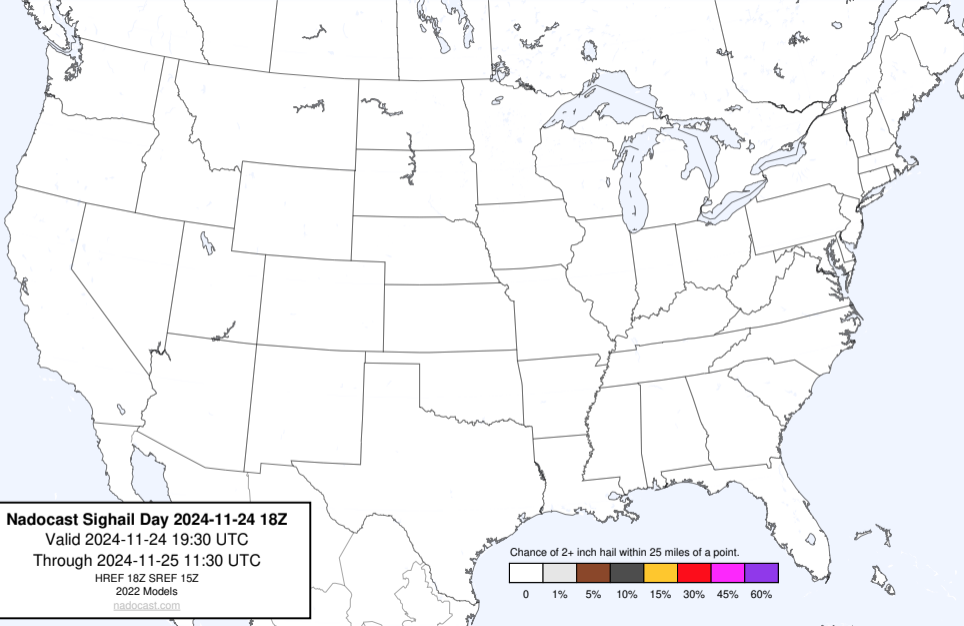 Nadocast Sighail Day 2024-11-24 18Z
Valid 2024-11-24 19:30 UTC
Through 2024-11-25 11:30 UTC
HREF 18Z SREF 15Z
2022 Models
nadocast.com
Chance of 2+ inch hail within 25 miles of a point.
0 1% 5% 10% 15% 30% 45% 60%